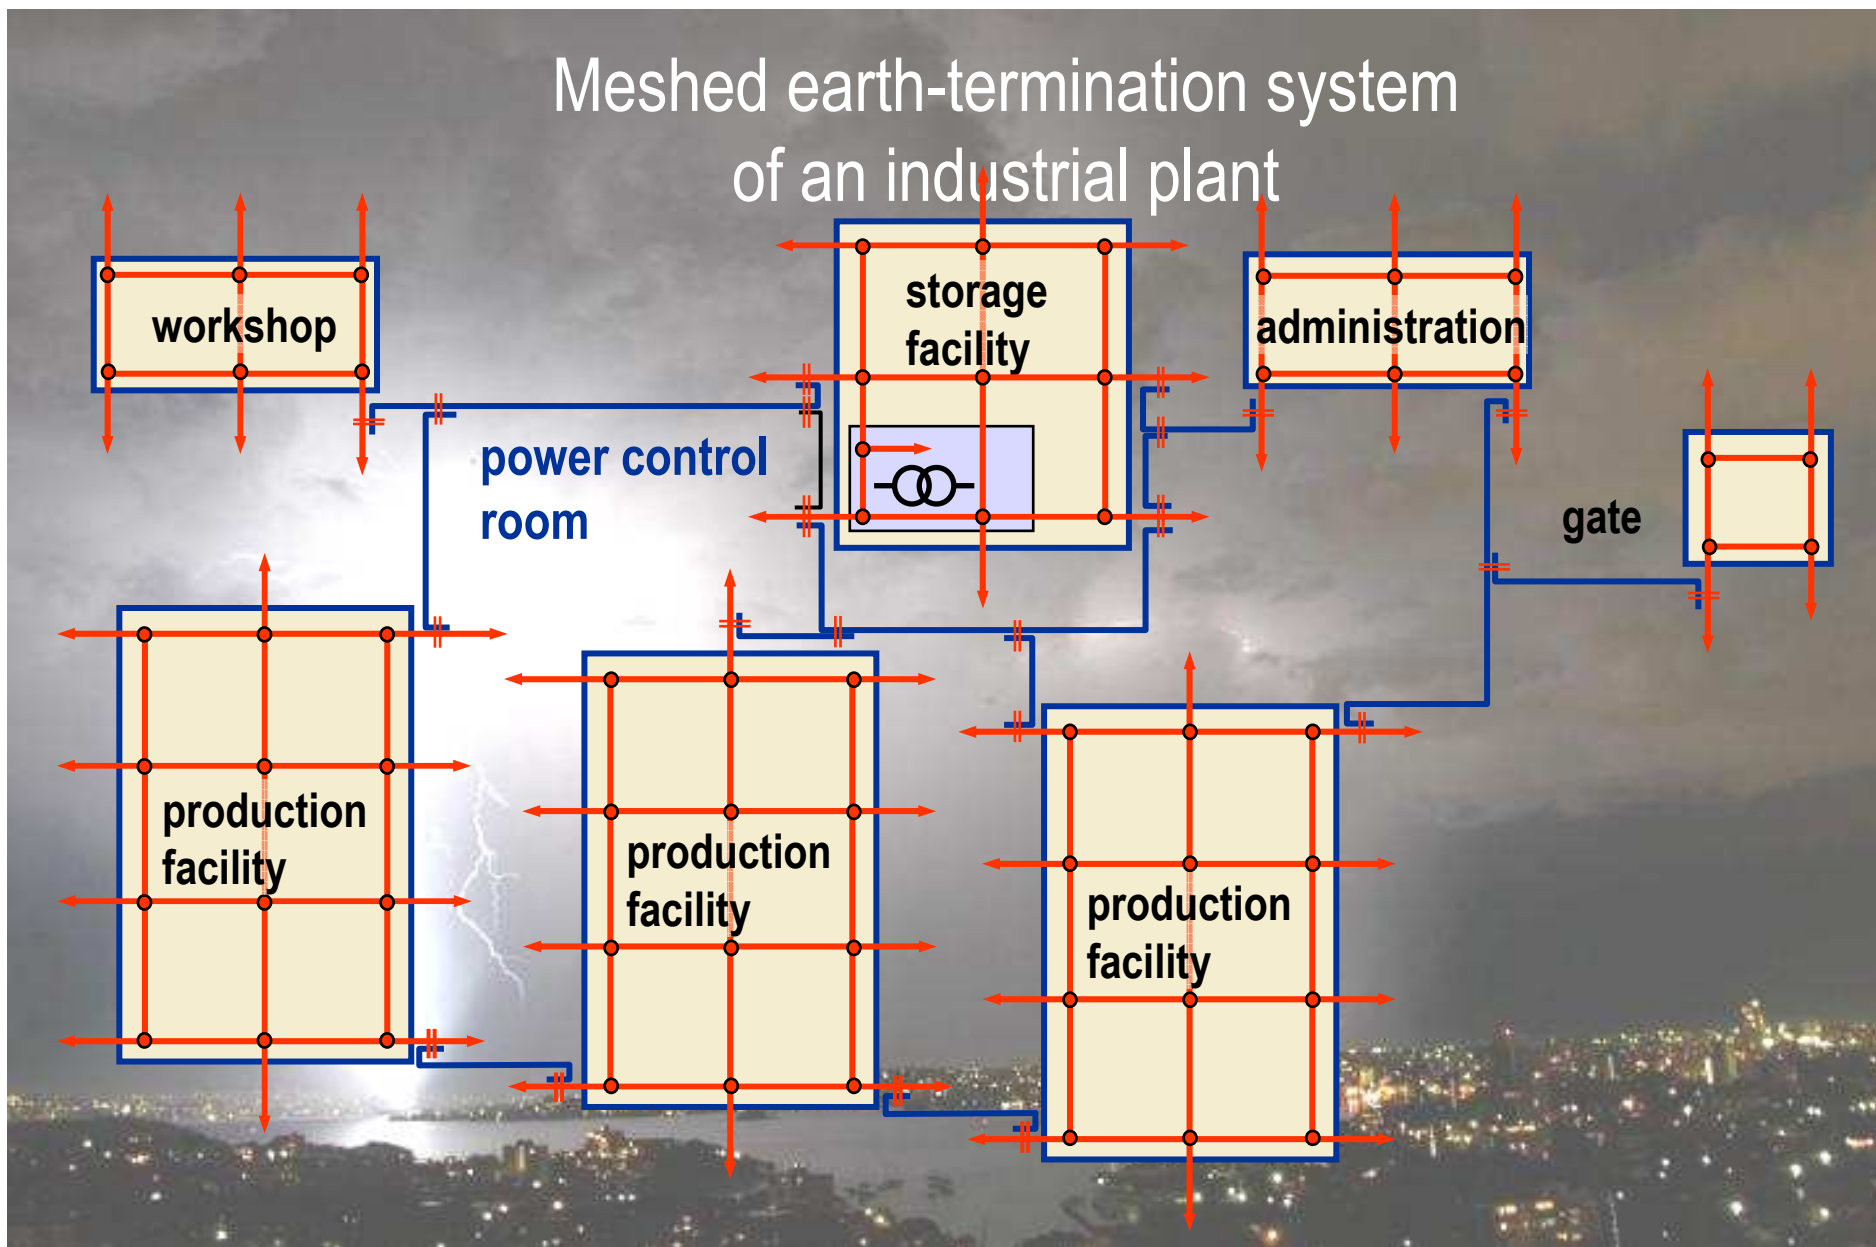 Meshed earth-termination system
of an industrial plant
workshop
storage
facility
administration
power control
room
gate
production
facility
production
facility
production
facility